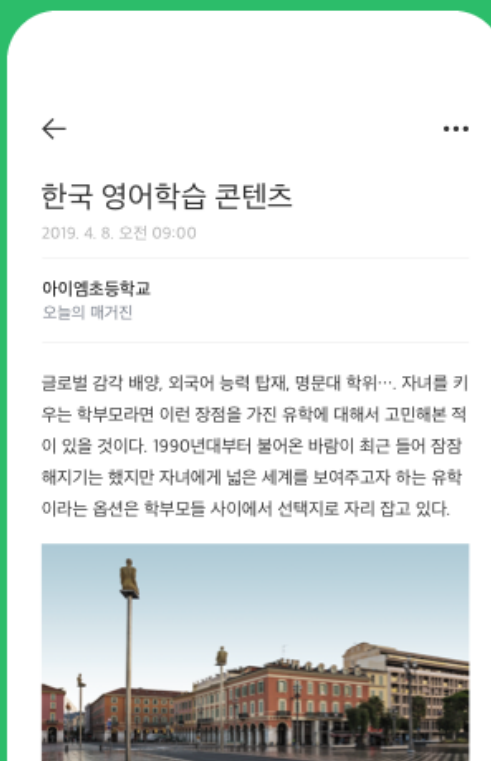 한국 영어학습 콘텐츠
2019. 4. 8. 오전 09:00
아이엠초등학교
오늘의 매거진
글로벌 감각 배양, 외국어 능력 탑재, 명문대 학위…. 자녀를 키
우는 학부모라면 이런 장점을 가진 유학에 대해서 고민해본 적
이 있을 것이다. 1990년대부터 불어온 바람이 최근 들어 잠잠
해지기는 했지만 자녀에게 넓은 세계를 보여주고자 하는 유학
이라는 옵션은 학부모들 사이에서 선택지로 자리 잡고 있다.